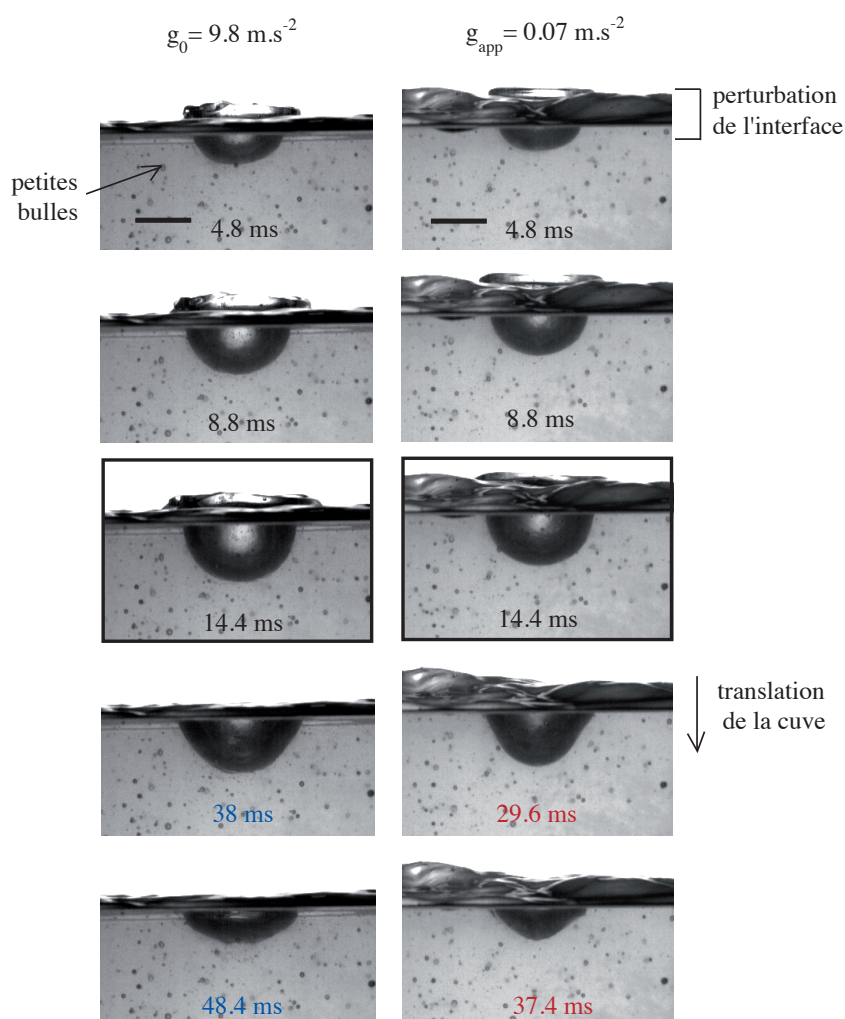 g₀= 9.8 m.s⁻²
g_app= 0.07 m.s⁻²
perturbation
de l'interface
petites
bulles
4.8 ms
4.8 ms
8.8 ms
8.8 ms
14.4 ms
14.4 ms
translation
de la cuve
38 ms
29.6 ms
48.4 ms
37.4 ms